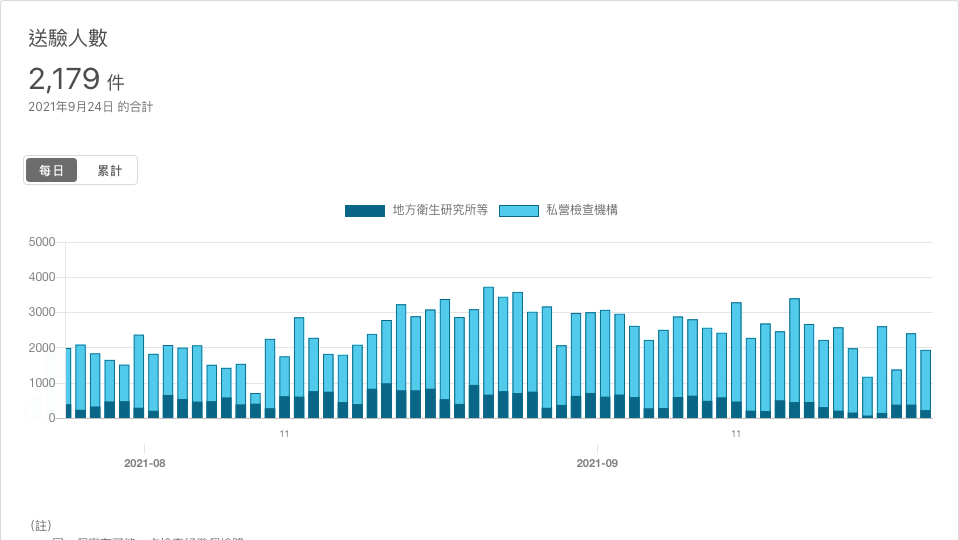 送驗人數
2,179 件
2021年9月24日 的合計
每日 累計
地方衛生研究所等 私營檢查機構
5000
4000
3000
2000
1000
0
11 11
2021-08 2021-09
(註)